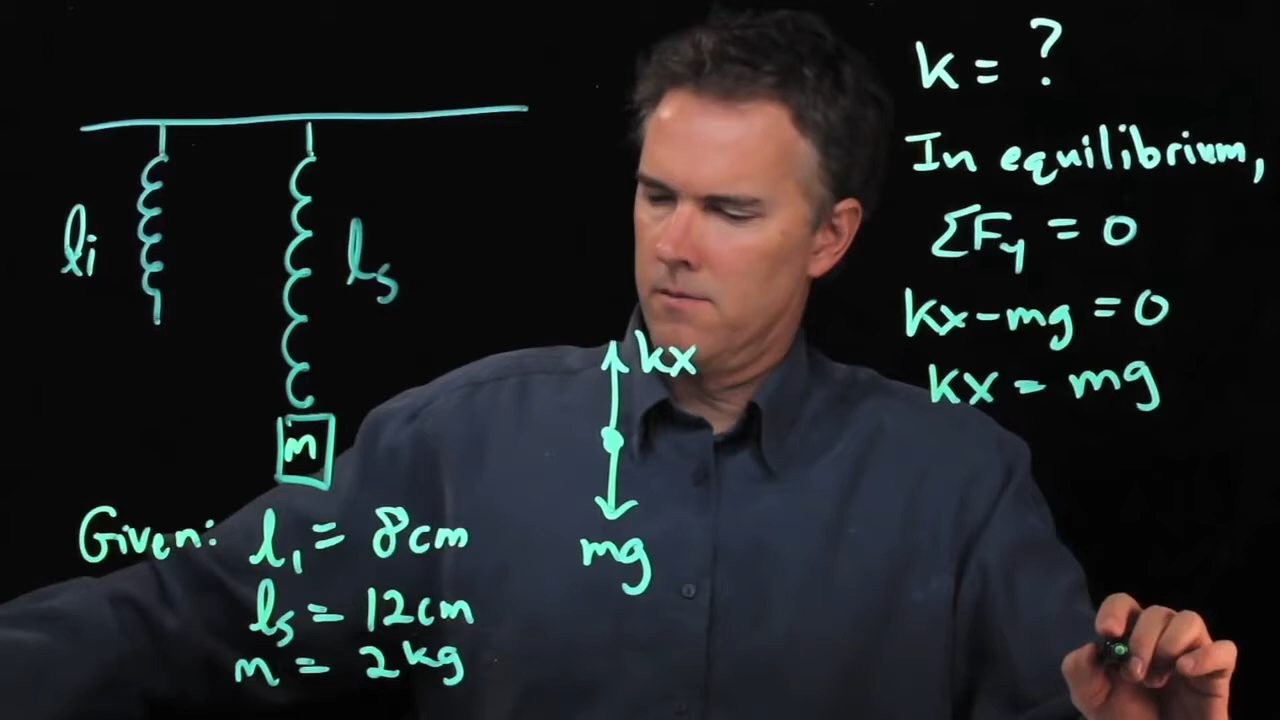 li
ls
m
Given: l1 = 8cm
ls = 12cm
m = 2kg
kx
mg
k = ?
In equilibrium,
ΣFy = 0
kx-mg = 0
kx = mg